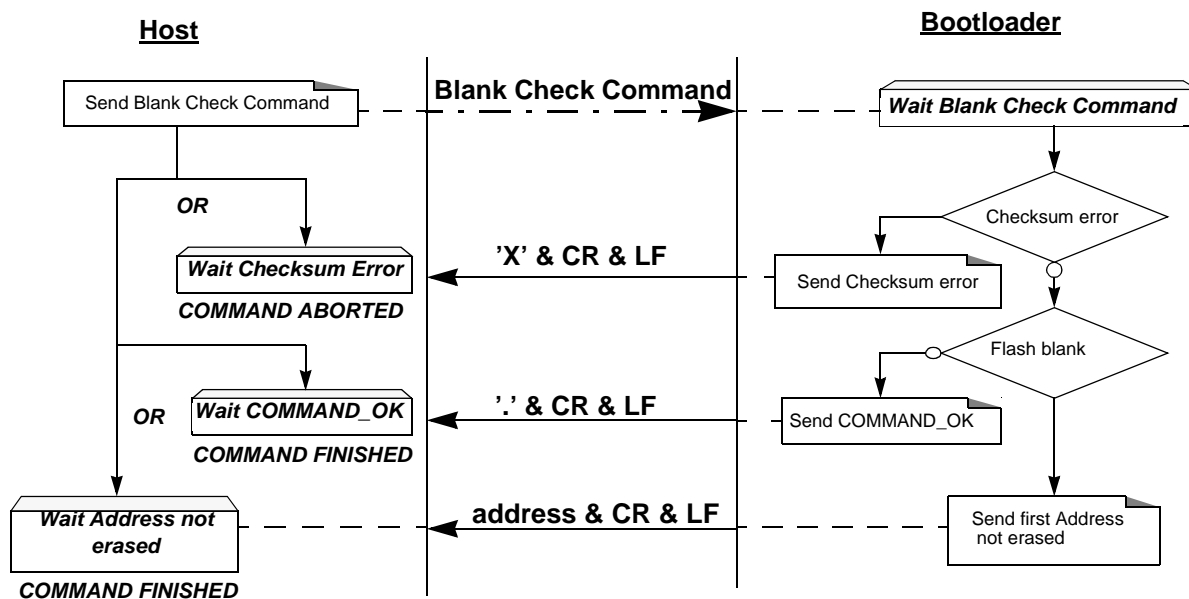 Host
Bootloader
Send Blank Check Command
Blank Check Command
Wait Blank Check Command
OR
Checksum error
Wait Checksum Error
’X’ & CR & LF
Send Checksum error
COMMAND ABORTED
Flash blank
OR
Wait COMMAND_OK
’.’ & CR & LF
Send COMMAND_OK
COMMAND FINISHED
Wait Address not
erased
address & CR & LF
Send first Address
not erased
COMMAND FINISHED